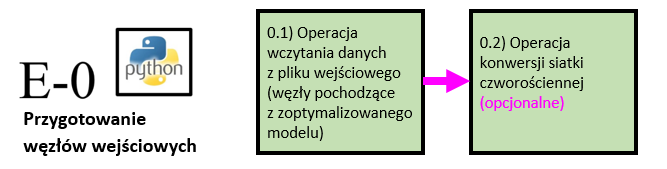 E-0
python
Przygotowanie
węzłów wejściowych
0.1) Operacja
wczytania danych
z pliku wejściowego
(węzły pochodzące
z zoptymalizowanego
modelu)
0.2) Operacja
konwersji siatki
czworościennej
(opcjonalne)